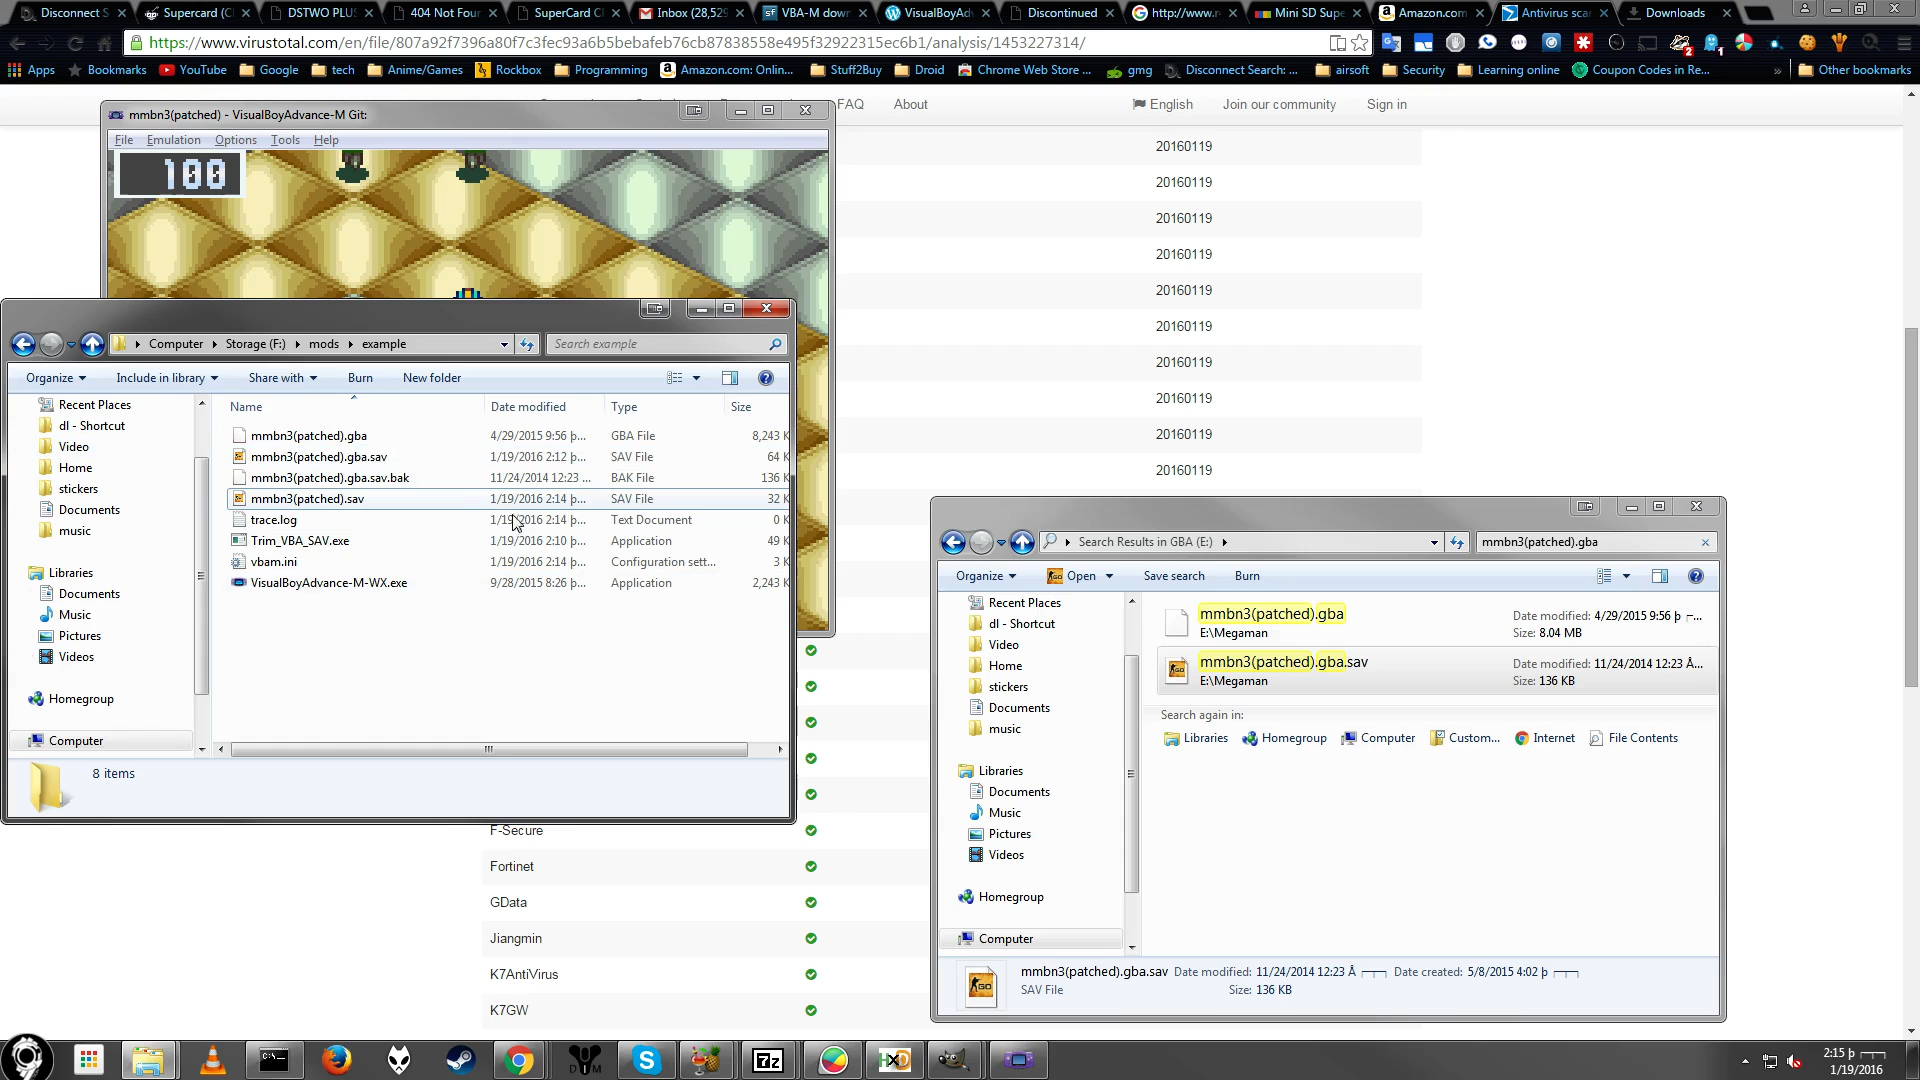 Disconnect S
Supercard (C
DSTWO PLUS
404 Not Foun
SuperCard C
Inbox (28,529
VBA-M down
VisualBoyAdv
Discontinued
http://www.r
Mini SD Supe
Amazon.com
Antivirus scan
Downloads
https://www.virustotal.com/en/file/807a92f7396a80f7c3fec93a6b5bebafeb76cb87838558e495f32922315ec6b1/analysis/1453227314/
Apps
Bookmarks
YouTube
Google
tech
Anime/Games
Rockbox
Programming
Amazon.com: Onlin...
Stuff2Buy
Droid
Chrome Web Store ...
gmg
Disconnect Search: ...
airsoft
Security
Learning online
Coupon Codes in Re...
Other bookmarks
FAQ
About
English
Join our community
Sign in
mmbn3(patched) - VisualBoyAdvance-M Git:
File Emulation Options Tools Help
100
20160119
20160119
20160119
20160119
20160119
20160119
20160119
20160119
20160119
20160119
Computer
Storage (F:)
mods
example
Search example
Organize
Include in library
Share with
Burn
New folder
Recent Places
dl - Shortcut
Video
Home
stickers
Documents
music
Libraries
Documents
Music
Pictures
Videos
Homegroup
Computer
Name Date modified Type Size
mmbn3(patched).gba 4/29/2015 9:56 þ... GBA File 8,243 K
mmbn3(patched).gba.sav 1/19/2016 2:12 þ... SAV File 64 K
mmbn3(patched).gba.sav.bak 11/24/2014 12:23 ... BAK File 136 K
mmbn3(patched).sav 1/19/2016 2:14 þ... SAV File 32 K
trace.log 1/19/2016 2:14 þ... Text Document 0 K
Trim_VBA_SAV.exe 1/19/2016 2:10 þ... Application 49 K
vbam.ini 1/19/2016 2:14 þ... Configuration sett... 3 K
VisualBoyAdvance-M-WX.exe 9/28/2015 8:26 þ... Application 2,243 K
8 items
F-Secure
Fortinet
GData
Jiangmin
K7AntiVirus
K7GW
Search Results in GBA (E:)
mmbn3(patched).gba
Organize
Open
Save search
Burn
Recent Places
dl - Shortcut
Video
Home
stickers
Documents
music
Libraries
Documents
Music
Pictures
Videos
Homegroup
Computer
mmbn3(patched).gba
E:\Megaman
Date modified: 4/29/2015 9:56 þ ...
Size: 8.04 MB
mmbn3(patched).gba.sav
E:\Megaman
Date modified: 11/24/2014 12:23 Å...
Size: 136 KB
Search again in:
Libraries
Homegroup
Computer
Custom...
Internet
File Contents
mmbn3(patched).gba.sav Date modified: 11/24/2014 12:23 Å Date created: 5/8/2015 4:02 þ
SAV File Size: 136 KB
7z
HXD
2:15 þ
1/19/2016